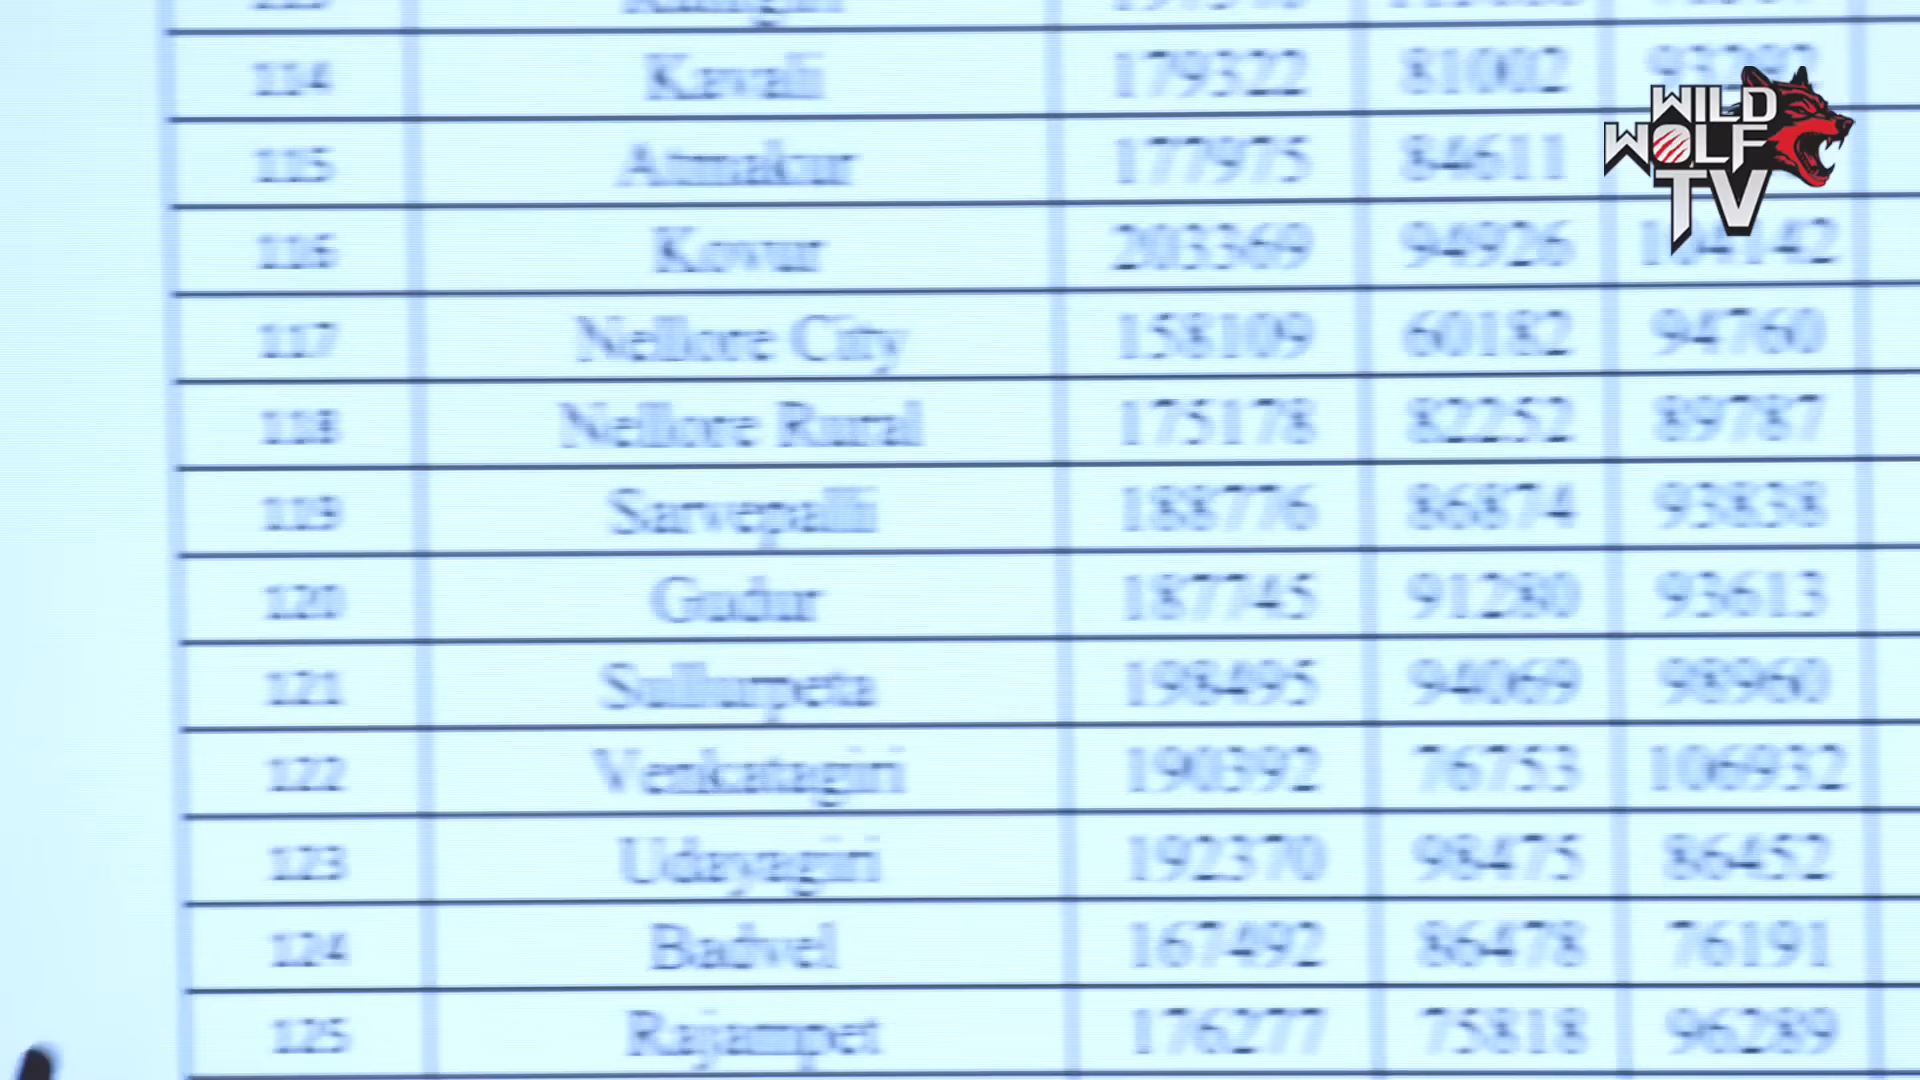 114 Kavali 179322 81002 93292
115 Atmakur 177975 84611
116 Kovur 203369 94926 104142
117 Nellore City 158109 60182 94760
118 Nellore Rural 175178 82252 89787
119 Sarvepalli 188776 86874 93838
120 Gudur 187745 91280 93613
121 Sullurpeta 198495 94069 98960
122 Venkatagiri 190392 76753 106932
123 Udayagiri 192370 98475 86452
124 Badvel 167492 86478 76191
125 Rajampet 176277 75818 96289
WILD
WOLF
TV